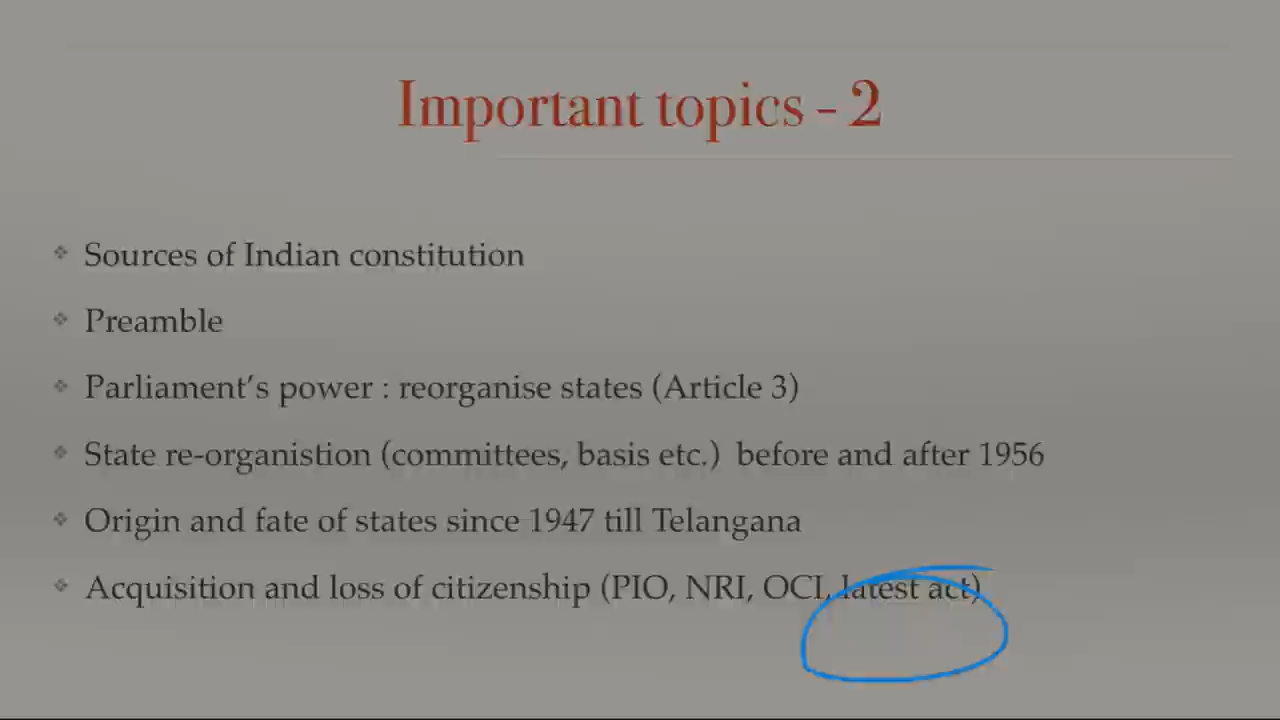 Important topics - 2
❖ Sources of Indian constitution
❖ Preamble
❖ Parliament's power : reorganise states (Article 3)
❖ State re-organistion (committees, basis etc.) before and after 1956
❖ Origin and fate of states since 1947 till Telangana
❖ Acquisition and loss of citizenship (PIO, NRI, OCI, latest act)